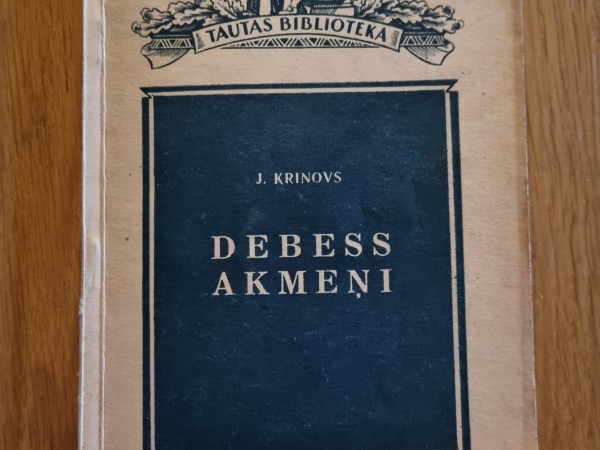 TAUTAS BIBLIOTEKA
J. KRINOVS
DEBESS
AKMEŅI